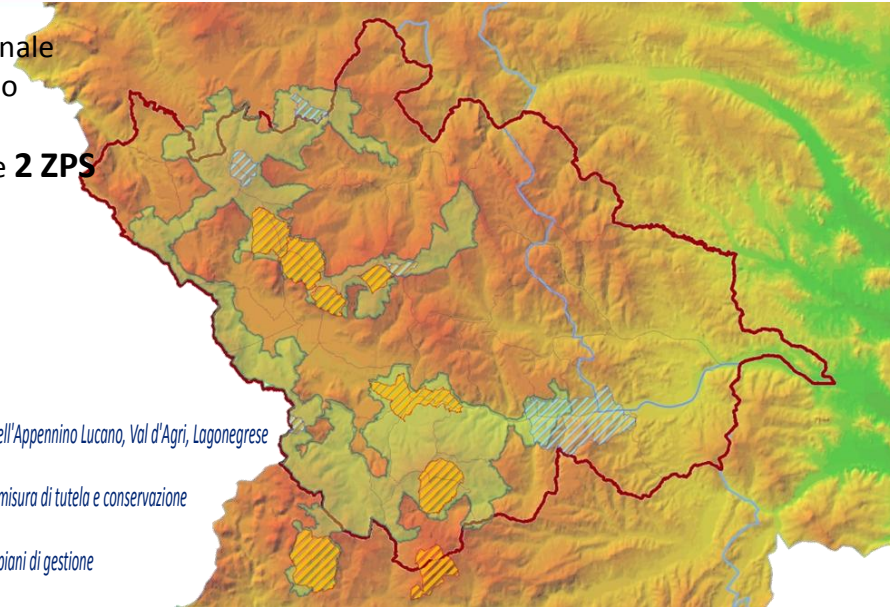 nale
o
e 2 ZPS
ell'Appennino Lucano, Val d'Agri, Lagonegrese
misura di tutela e conservazione
piani di gestione